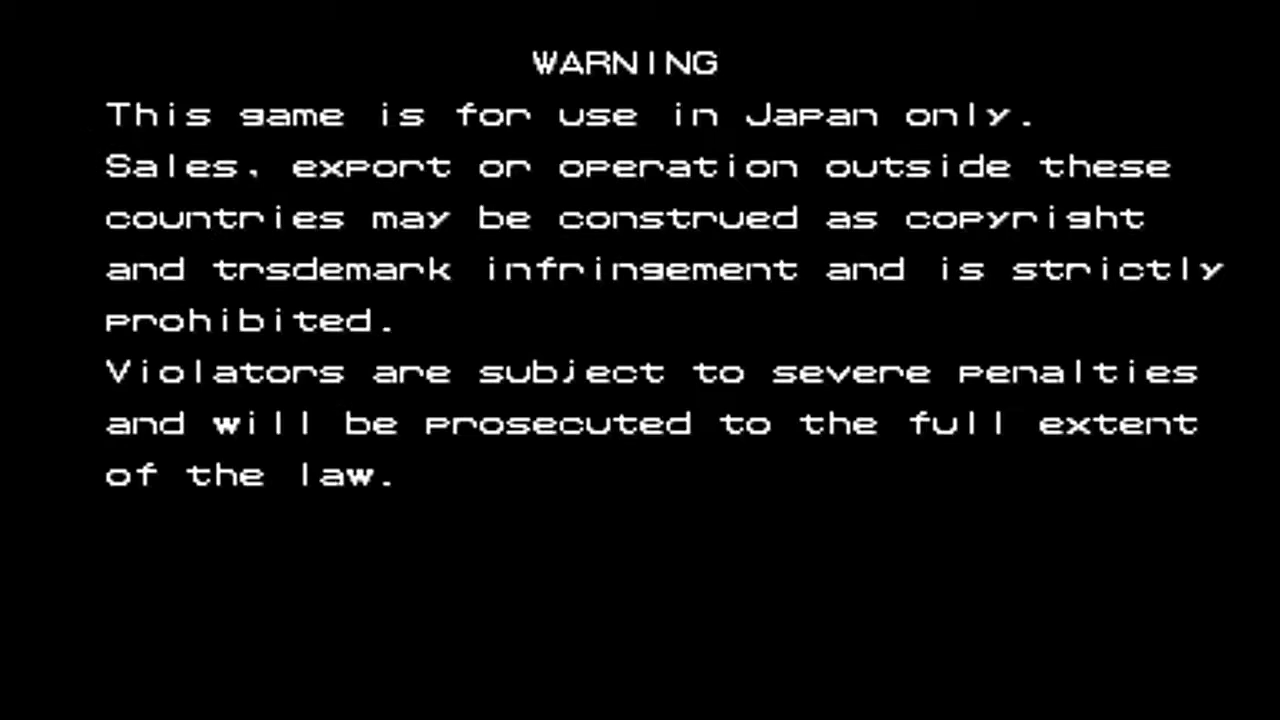 WARNING
This game is for use in Japan only.
Sales, export or operation outside these
countries may be construed as copyright
and trsdemark infringement and is strictly
prohibited.
Violators are subject to severe penalties
and will be prosecuted to the full extent
of the law.